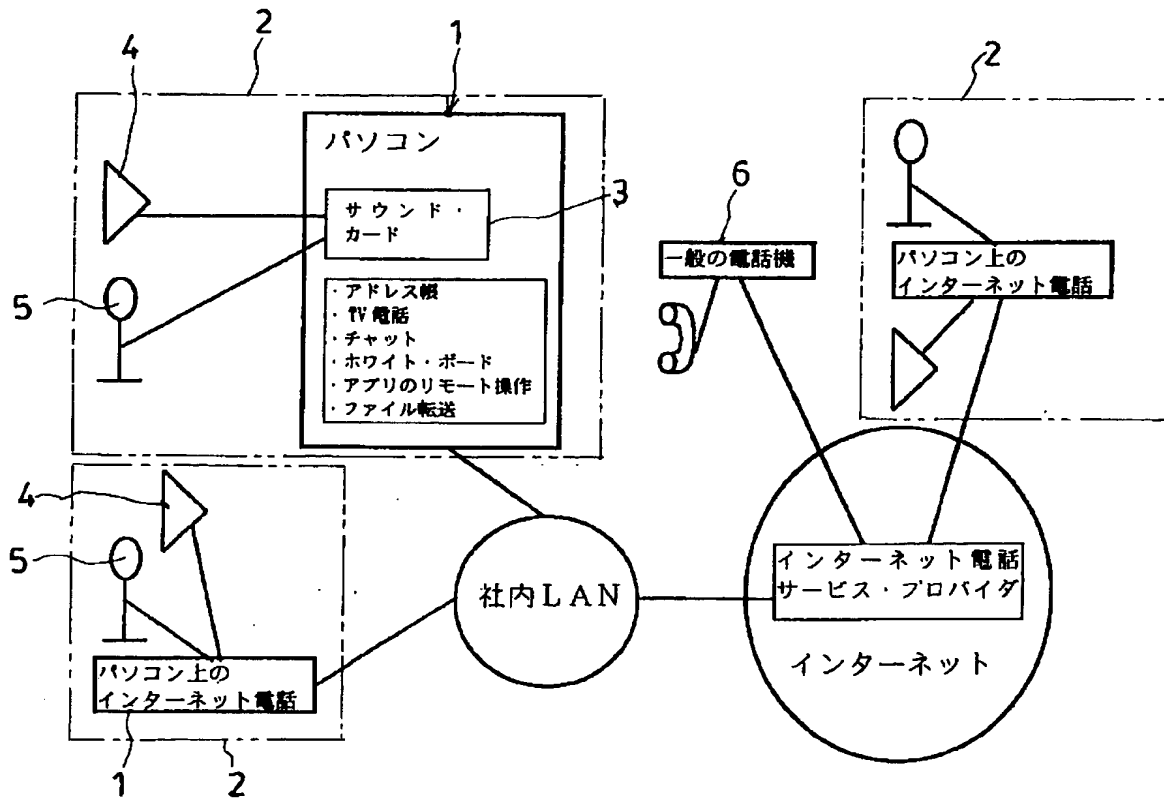 4
2
1
2
パソコン
サウンド・
カード
3
6
一般の電話機
パソコン上の
インターネット電話
5
・アドレス帳
・TV電話
・チャット
・ホワイト・ボード
・アプリのリモート操作
・ファイル転送
4
5
社内LAN
インターネット電話
サービス・プロバイダ
インターネット
パソコン上の
インターネット電話
1
2